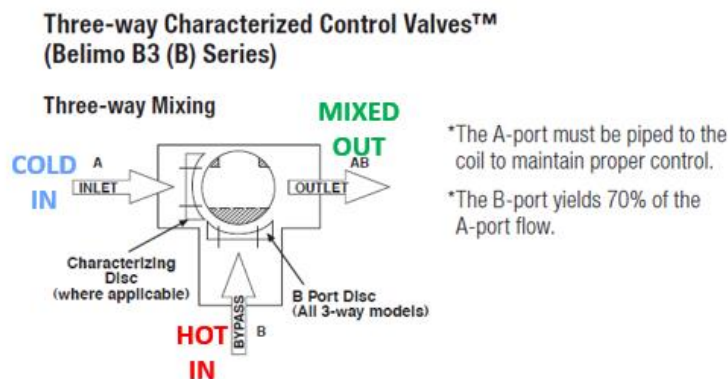 Three-way Characterized Control Valves™
(Belimo B3 (B) Series)
Three-way Mixing
MIXED
OUT
*The A-port must be piped to the
coil to maintain proper control.
*The B-port yields 70% of the
A-port flow.
COLD
IN
A
INLET
OUTLET
AB
Characterizing
Disc
(where applicable)
B Port Disc
(All 3-way models)
BYPASS
B
HOT
IN